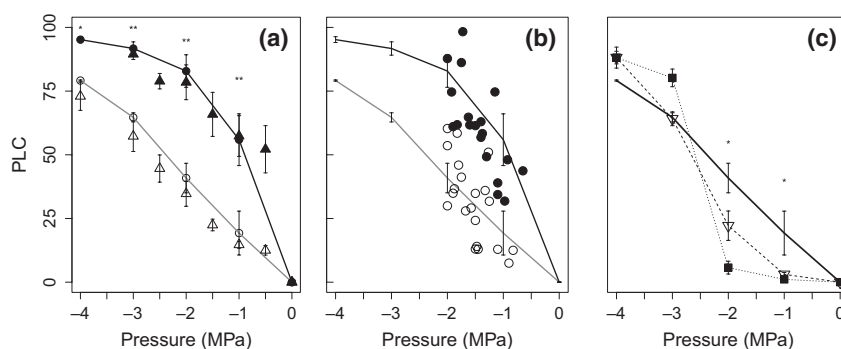 (a) (b) (c)
* ** ** ** * *
100
75
50
25
0
PLC
−4 −3 −2 −1 0 −4 −3 −2 −1 0 −4 −3 −2 −1 0
Pressure (MPa) Pressure (MPa) Pressure (MPa)